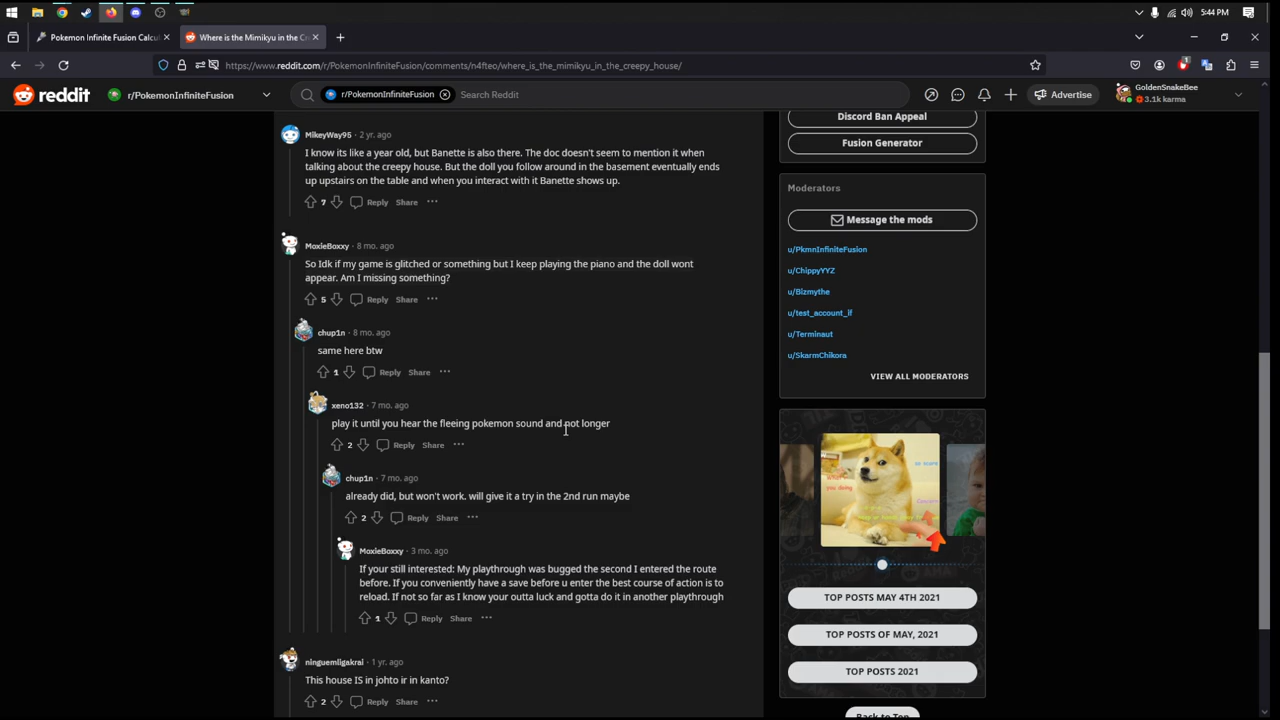 5:44 PM
Pokemon Infinite Fusion Calcu
Where is the Mimikyu in the Cr
https://www.reddit.com/r/PokemonInfiniteFusion/comments/n4fteo/where_is_the_mimikyu_in_the_creepy_house/
1
reddit
r/PokemonInfiniteFusion
r/PokemonInfiniteFusion
Search Reddit
Advertise
GoldenSnakeBee
3.1k karma
MikeyWay95 · 2 yr. ago
I know its like a year old, but Banette is also there. The doc doesn't seem to mention it when
talking about the creepy house. But the doll you follow around in the basement eventually ends
up upstairs on the table and when you interact with it Banette shows up.
7 Reply Share ···
MoxieBoxxy · 8 mo. ago
So Idk if my game is glitched or something but I keep playing the piano and the doll wont
appear. Am I missing something?
5 Reply Share ···
chup1n · 8 mo. ago
same here btw
1 Reply Share ···
xeno132 · 7 mo. ago
play it until you hear the fleeing pokemon sound and not longer
2 Reply Share ···
chup1n · 7 mo. ago
already did, but won't work. will give it a try in the 2nd run maybe
2 Reply Share ···
MoxieBoxxy · 3 mo. ago
If your still interested: My playthrough was bugged the second I entered the route
before. If you conveniently have a save before u enter the best course of action is to
reload. If not so far as I know your outta luck and gotta do it in another playthrough
1 Reply Share ···
ninguemligakrai · 1 yr. ago
This house IS in johto ir in kanto?
2 Reply Share ···
Discord Ban Appeal
Fusion Generator
Moderators
Message the mods
u/PkmnInfiniteFusion
u/ChippyYYZ
u/Bizmythe
u/test_account_if
u/Terminaut
u/SkarmChikora
VIEW ALL MODERATORS
so scare
you doing
Concern
TOP POSTS MAY 4TH 2021
TOP POSTS OF MAY, 2021
TOP POSTS 2021
Back to Top